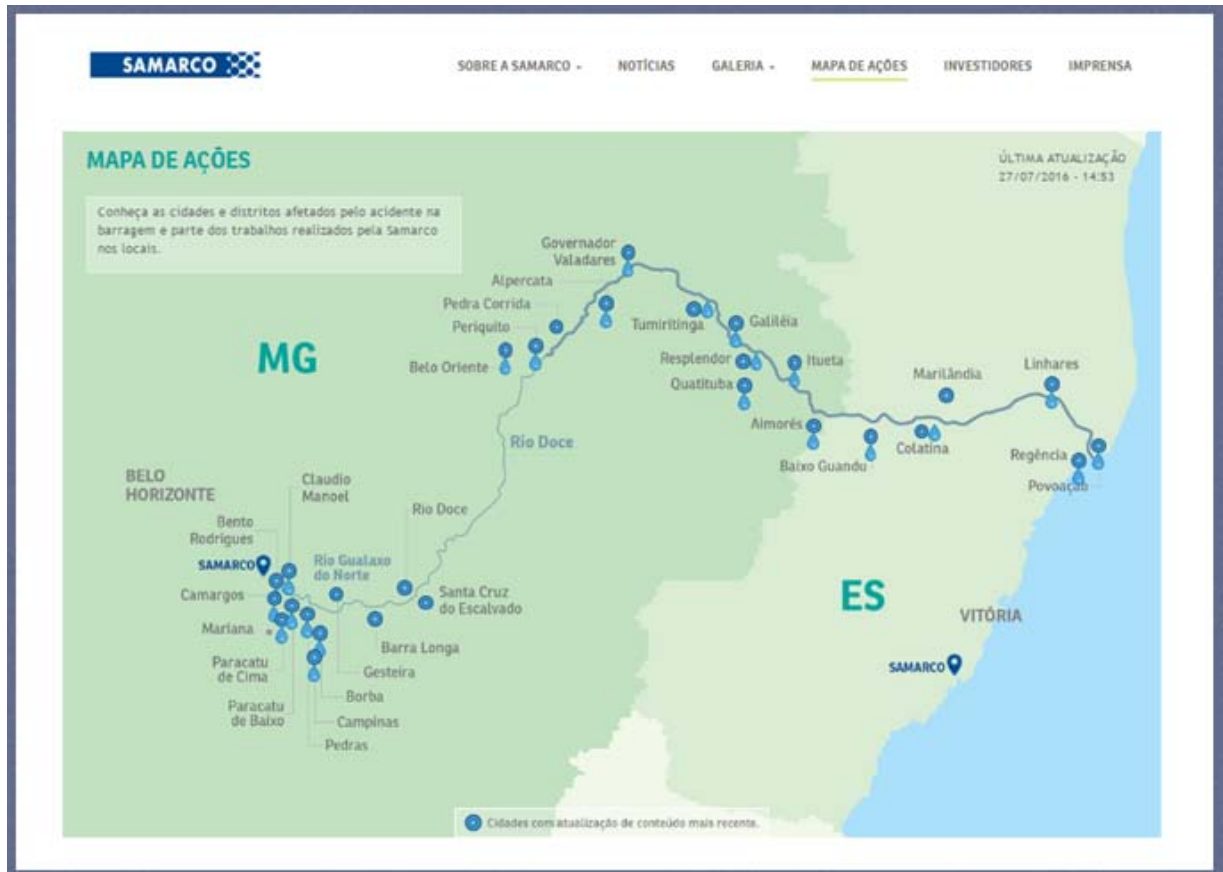 SAMARCO
SOBRE A SAMARCO
NOTÍCIAS
GALERIA
MAPA DE AÇÕES
INVESTIDORES
IMPRENSA
MAPA DE AÇÕES
ÚLTIMA ATUALIZAÇÃO
27/07/2016 - 14:53
Conheça as cidades e distritos afetados pelo acidente na
barragem e parte dos trabalhos realizados pela Samarco
nos locais.
Governador
Valadares
Alpercata
Pedra Corrida
Periquito
Belo Oriente
Tumiritinga
Galiléia
Resplendor
Itueta
Quatituba
MG
Marilândia
Linhares
Aimorés
Baixo Guandu
Colatina
Regência
Povoação
Rio Doce
BELO
HORIZONTE
Claudio
Manoel
Bento
Rodrigues
Rio Doce
SAMARCO
Rio Gualaxo
do Norte
Camargos
Santa Cruz
do Escalvado
Mariana
Barra Longa
Paracatu
de Cima
Gesteira
Borba
Paracatu
de Baixo
Campinas
Pedras
ES
VITÓRIA
SAMARCO
Cidades com atualização de conteúdo mais recente.